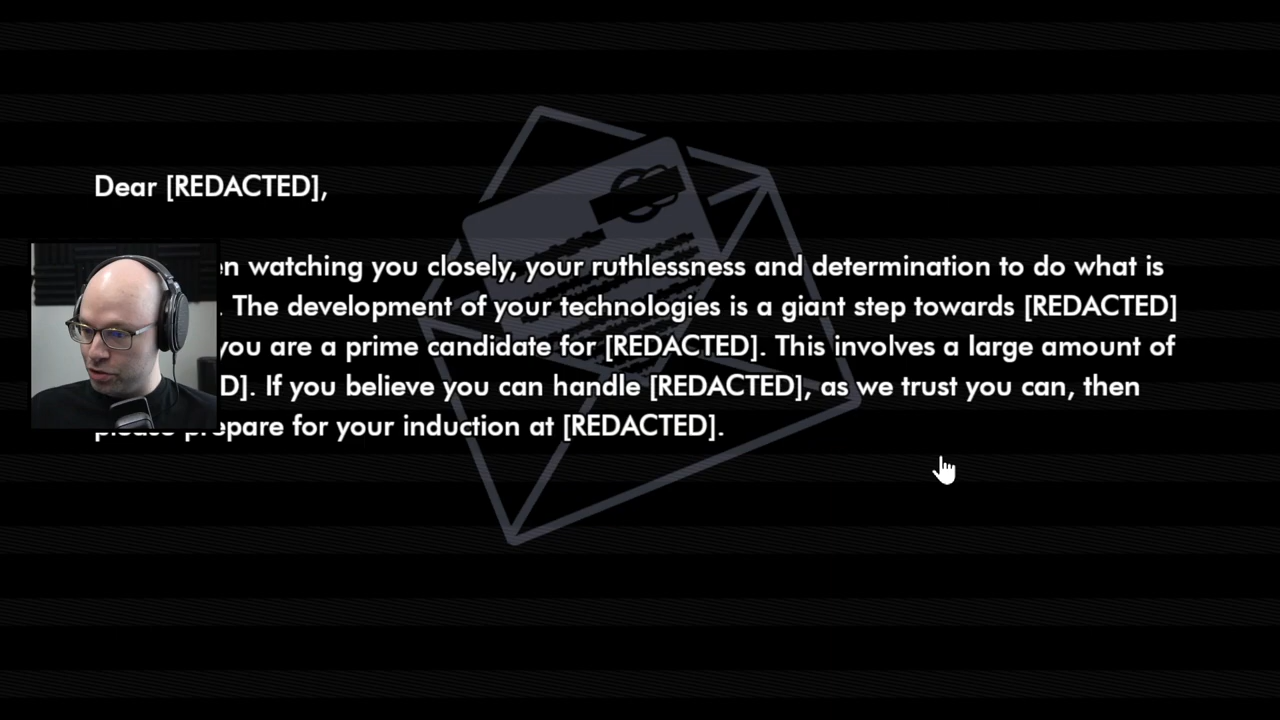 Dear [REDACTED],
watching you closely, your ruthlessness and determination to do what is
. The development of your technologies is a giant step towards [REDACTED]
you are a prime candidate for [REDACTED]. This involves a large amount of
D]. If you believe you can handle [REDACTED], as we trust you can, then
please prepare for your induction at [REDACTED].